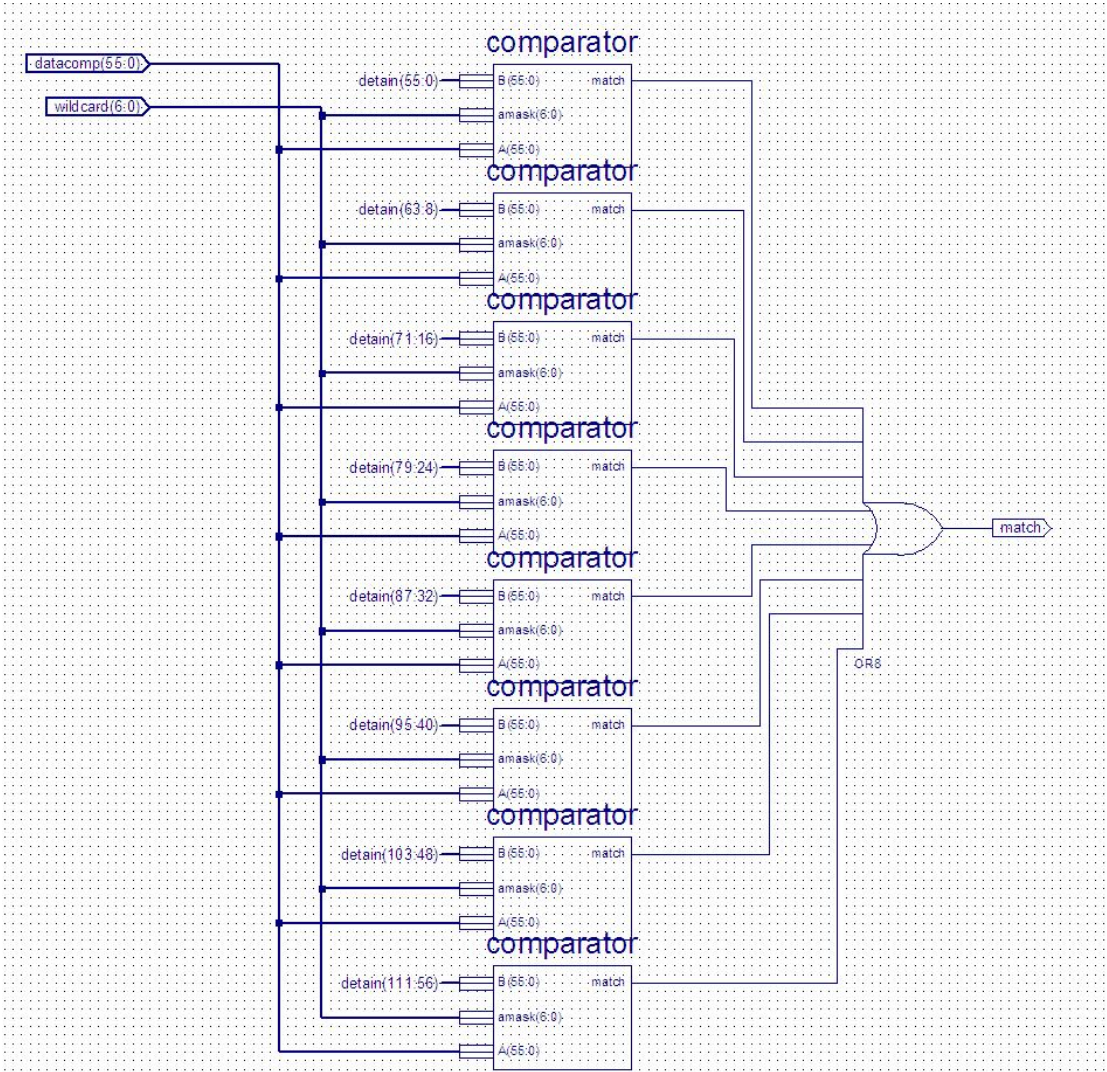 datacomp(55:0)
wildcard(6:0)
comparator
detain(55:0)
B(55:0)
match
amask(6:0)
A(55:0)
comparator
detain(63:8)
B(55:0)
match
amask(6:0)
A(55:0)
comparator
detain(71:16)
B(55:0)
match
amask(6:0)
A(55:0)
comparator
detain(79:24)
B(55:0)
match
amask(6:0)
A(55:0)
comparator
detain(87:32)
B(55:0)
match
amask(6:0)
A(55:0)
comparator
detain(95:40)
B(55:0)
match
amask(6:0)
A(55:0)
comparator
detain(103:48)
B(55:0)
match
amask(6:0)
A(55:0)
comparator
detain(111:56)
B(55:0)
match
amask(6:0)
A(55:0)
match
OR8